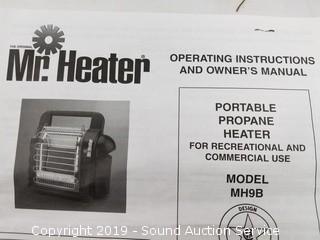 THE ORIGINAL
Mr. Heater®
OPERATING INSTRUCTIONS
AND OWNER'S MANUAL
PORTABLE
PROPANE
HEATER
FOR RECREATIONAL AND
COMMERCIAL USE
MODEL
MH9B
DESIGN
Copyright 2019 - Sound Auction Service